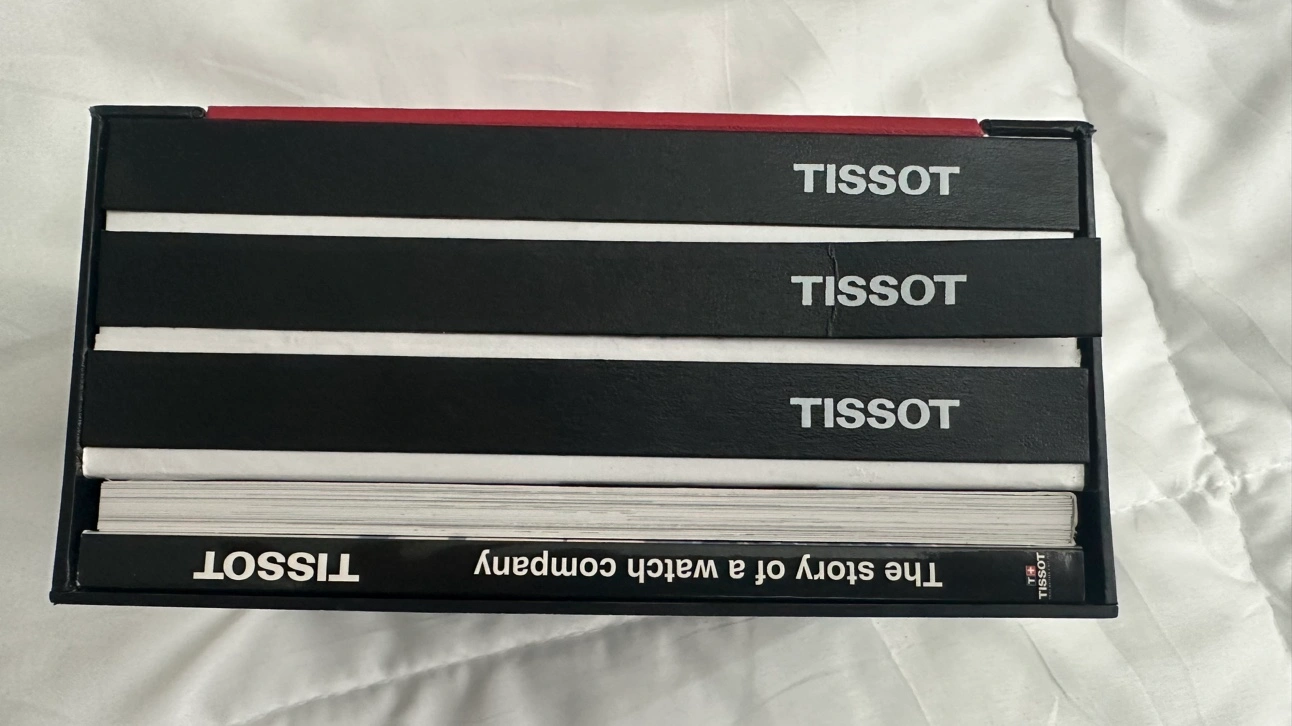 TISSOT
TISSOT
TISSOT
TISSOT The story of a watch company
T+
TISSOT